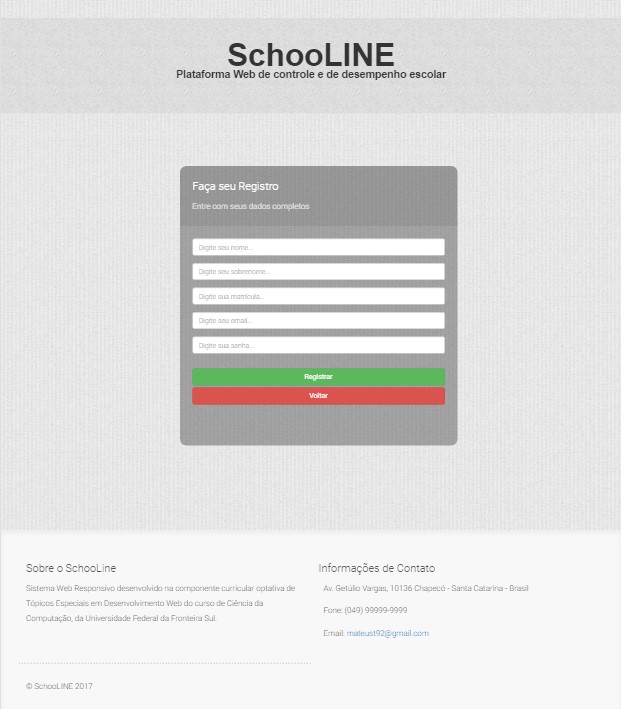 SchooLINE
Plataforma Web de controle e de desempenho escolar
Faça seu Registro
Entre com seus dados completos
Digite seu nome...
Digite seu sobrenome...
Digite sua matrícula...
Digite seu email...
Digite sua senha...
Registrar
Voltar
Sobre o SchooLine
Sistema Web Responsivo desenvolvido na componente curricular optativa de
Tópicos Especiais em Desenvolvimento Web do curso de Ciência da
Computação, da Universidade Federal da Fronteira Sul.
Informações de Contato
Av. Getúlio Vargas, 10136 Chapecó - Santa Catarina - Brasil
Fone: (049) 99999-9999
Email: mateust92@gmail.com
© SchooLINE 2017